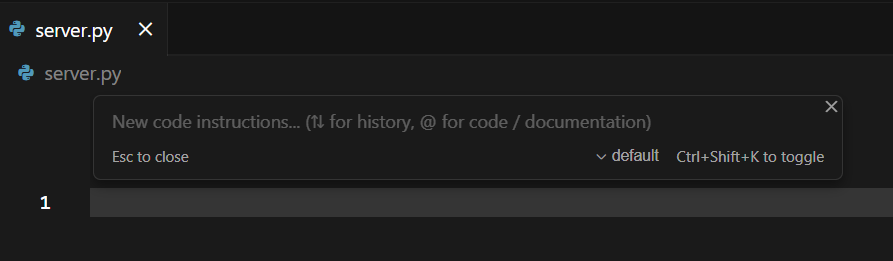 server.py
server.py
New code instructions... (⇅ for history, @ for code / documentation)
Esc to close default Ctrl+Shift+K to toggle
1